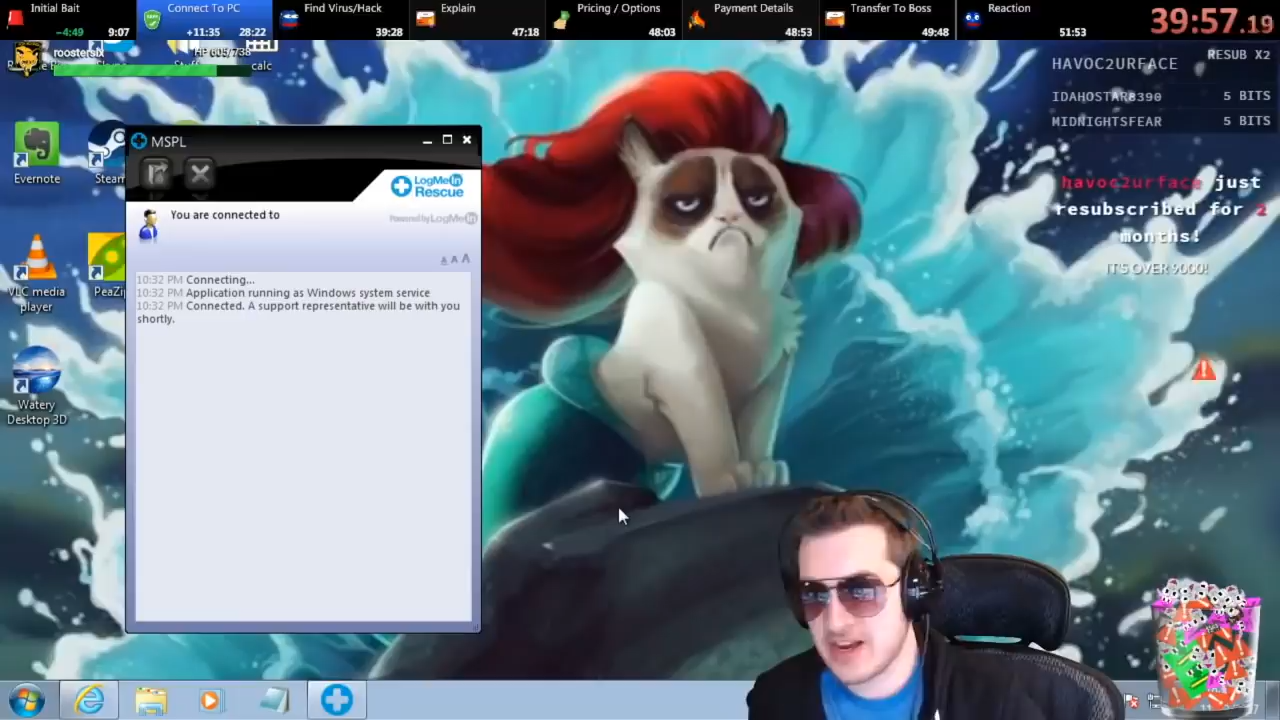 Initial Bait
-4:49 9:07
Connect To PC
+11:35 28:22
Find Virus/Hack
39:28
Explain
47:18
Pricing / Options
48:03
Payment Details
48:53
Transfer To Boss
49:48
Reaction
51:53
39:57.19
roostersix
calc
HAVOC2URFACE RESUB X2
IDAHOSTAR8390 5 BITS
MIDNIGHTSFEAR 5 BITS
havoc2urface just
resubscribed for 2
months!
IT'S OVER 9000!
Evernote
Steam
VLC media
player
PeaZip
Watery
Desktop 3D
MSPL
LogMeIn
Rescue
You are connected to
Powered by LogMeIn
A A A
10:32 PM Connecting...
10:32 PM Application running as Windows system service
10:32 PM Connected. A support representative will be with you
shortly.